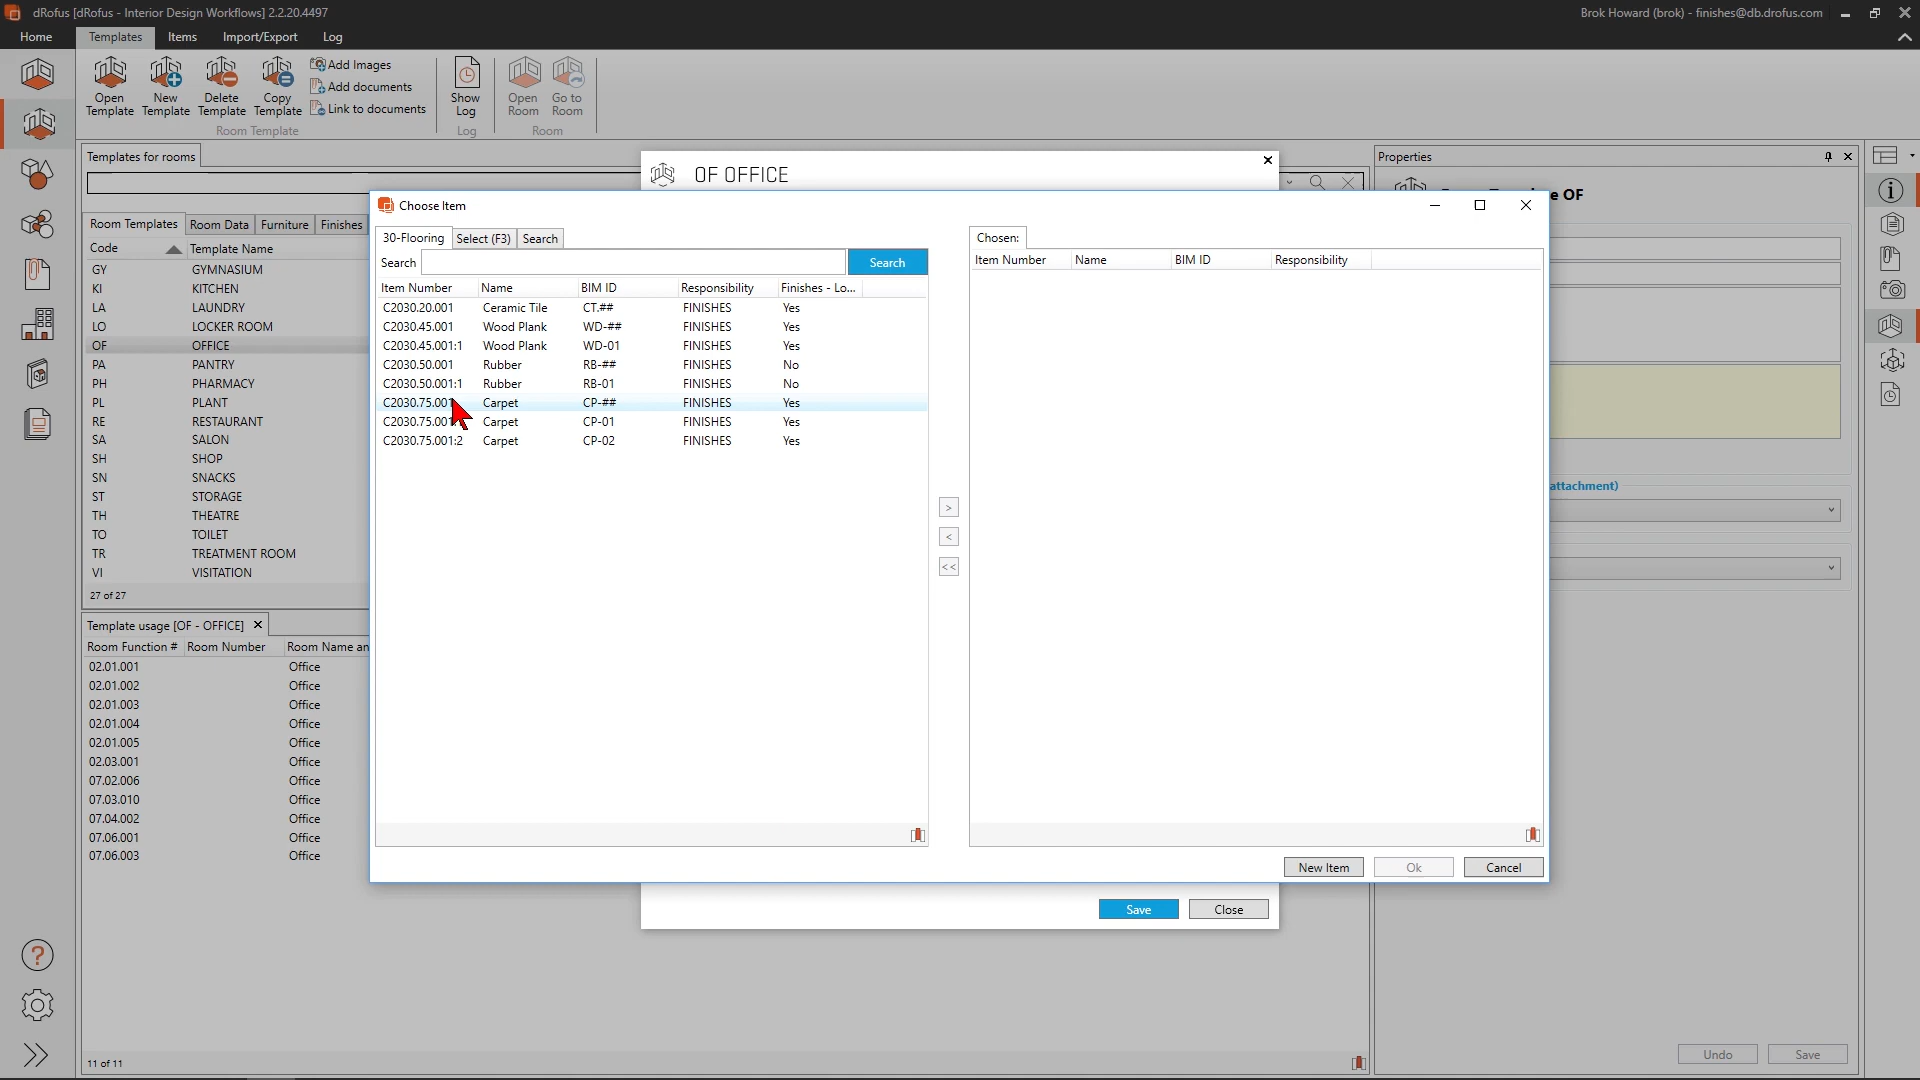 dRofus [dRofus - Interior Design Workflows] 2.2.20.4497
Brok Howard (brok) - finishes@db.drofus.com
Home Templates Items Import/Export Log
Open Template
New Template
Delete Template
Copy Template
Add Images
Add documents
Link to documents
Room Template
Show Log
Log
Open Room
Go to Room
Room
Templates for rooms
Room Templates Room Data Furniture Finishes
Code Template Name
GY GYMNASIUM
KI KITCHEN
LA LAUNDRY
LO LOCKER ROOM
OF OFFICE
PA PANTRY
PH PHARMACY
PL PLANT
RE RESTAURANT
SA SALON
SH SHOP
SN SNACKS
ST STORAGE
TH THEATRE
TO TOILET
TR TREATMENT ROOM
VI VISITATION
27 of 27
Template usage [OF - OFFICE]
Room Function # Room Number Room Name an
02.01.001 Office
02.01.002 Office
02.01.003 Office
02.01.004 Office
02.01.005 Office
02.03.001 Office
07.02.006 Office
07.03.010 Office
07.04.002 Office
07.06.001 Office
07.06.003 Office
11 of 11
OF OFFICE
Choose Item
30-Flooring Select (F3) Search
Search Search
Item Number Name BIM ID Responsibility Finishes - Lo...
C2030.20.001 Ceramic Tile CT.## FINISHES Yes
C2030.45.001 Wood Plank WD-## FINISHES Yes
C2030.45.001:1 Wood Plank WD-01 FINISHES Yes
C2030.50.001 Rubber RB-## FINISHES No
C2030.50.001:1 Rubber RB-01 FINISHES No
C2030.75.001 Carpet CP-## FINISHES Yes
C2030.75.001 Carpet CP-01 FINISHES Yes
C2030.75.001:2 Carpet CP-02 FINISHES Yes
>
<
<<
Chosen:
Item Number Name BIM ID Responsibility
New Item Ok Cancel
Save Close
Properties
e OF
attachment)
Undo Save